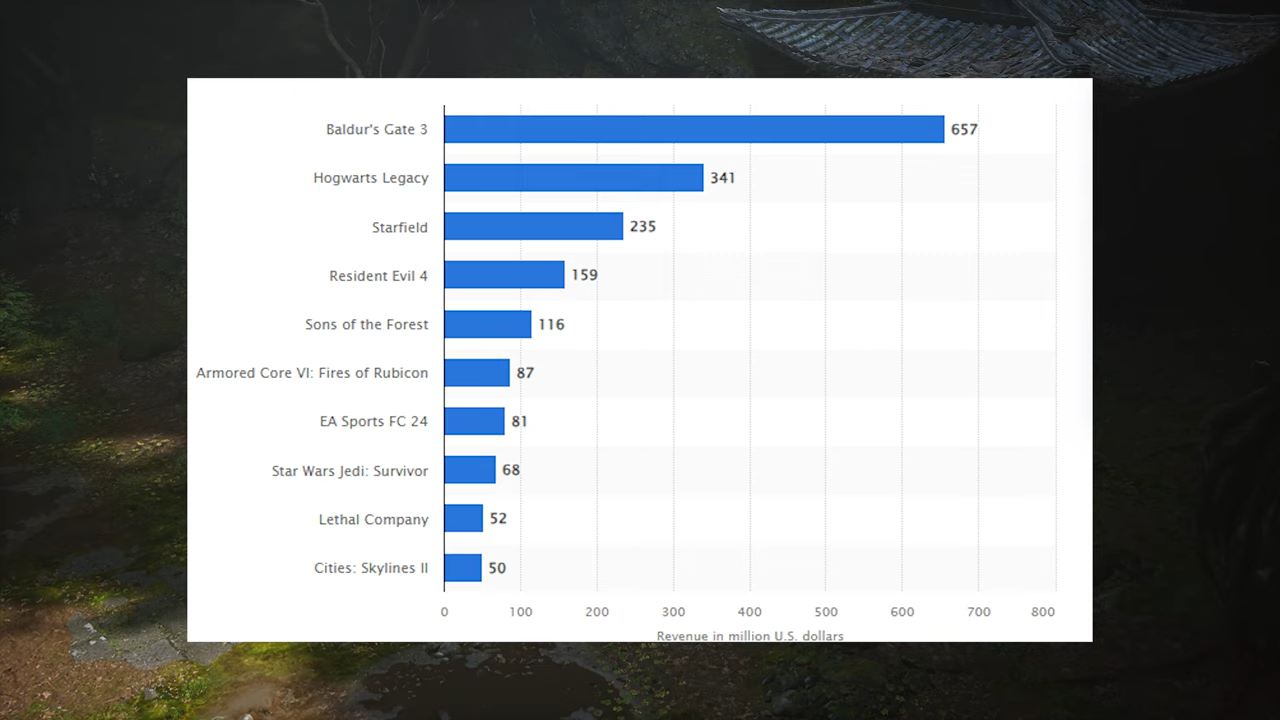 Baldur's Gate 3 657
Hogwarts Legacy 341
Starfield 235
Resident Evil 4 159
Sons of the Forest 116
Armored Core VI: Fires of Rubicon 87
EA Sports FC 24 81
Star Wars Jedi: Survivor 68
Lethal Company 52
Cities: Skylines II 50
0 100 200 300 400 500 600 700 800
Revenue in million U.S. dollars